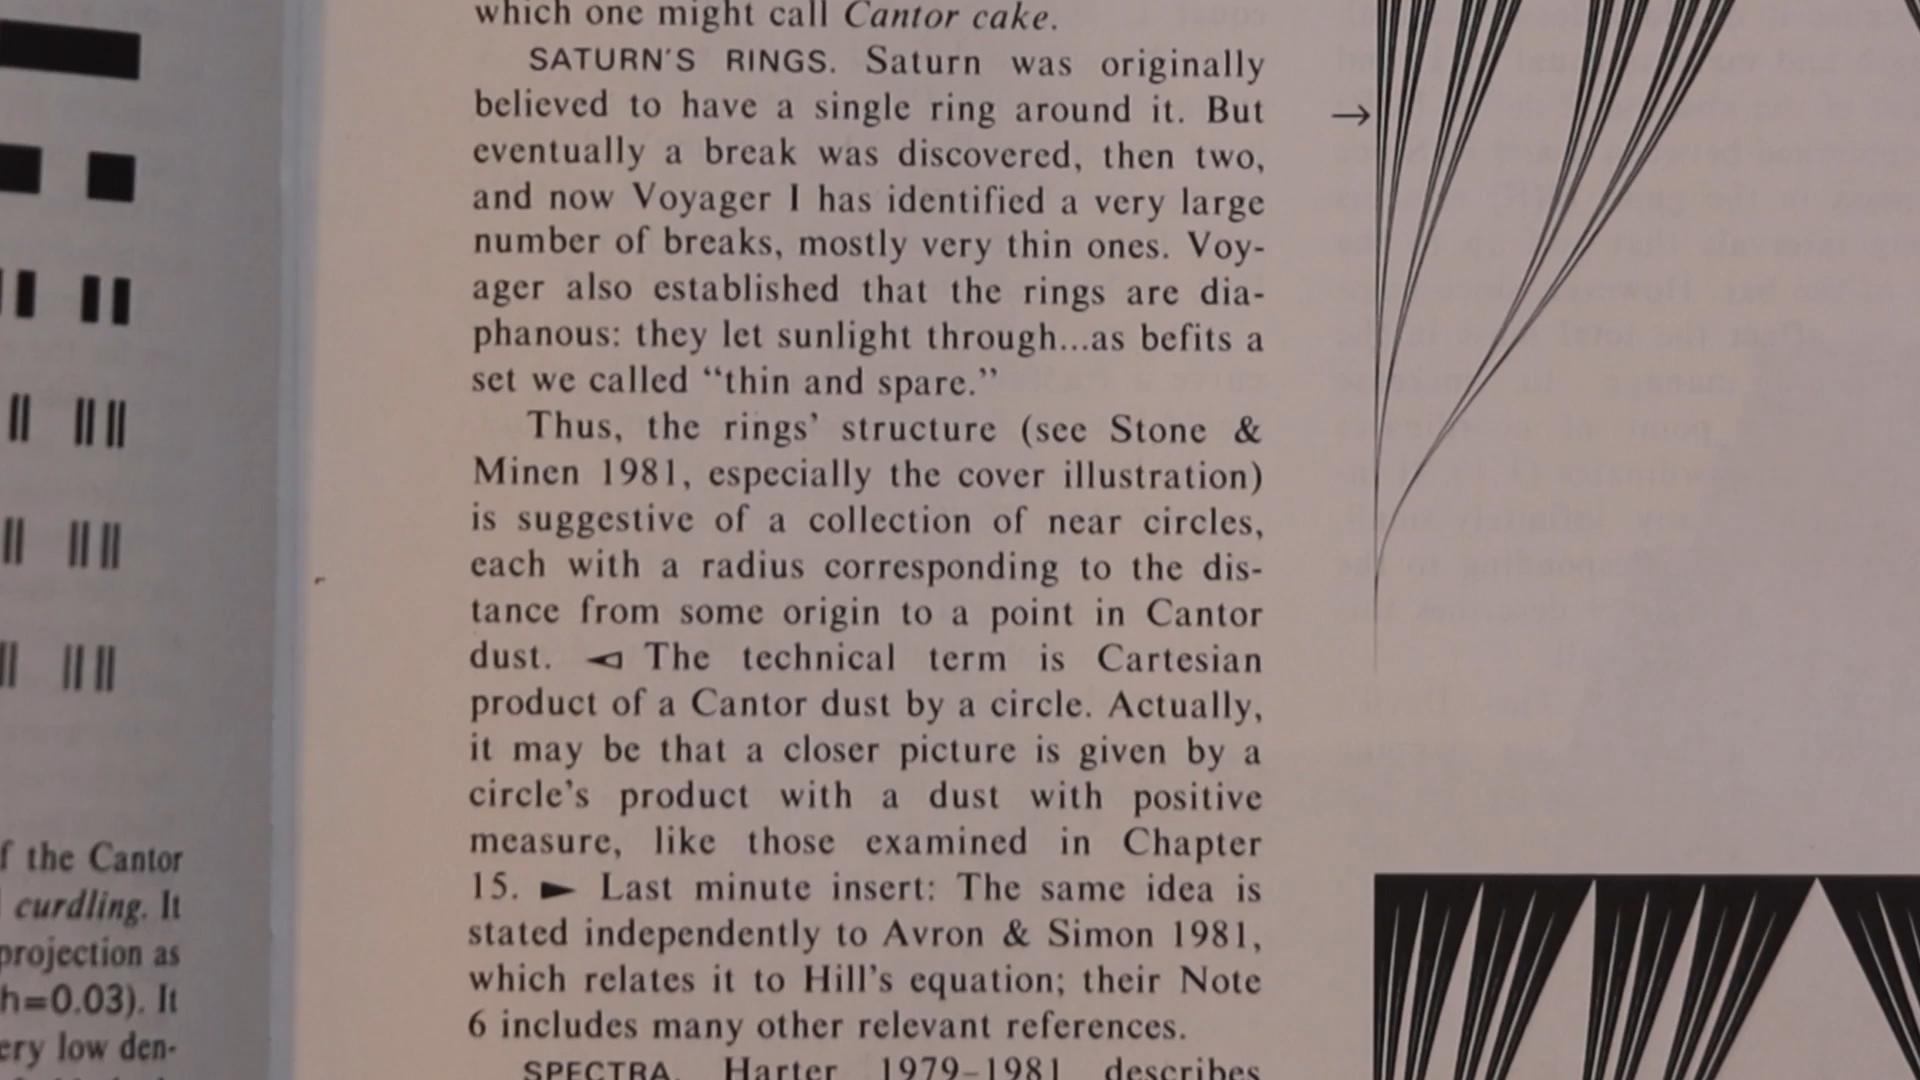 f the Cantor
curdling. It
projection as
h=0.03). It
ery low den-
which one might call Cantor cake.
SATURN'S RINGS. Saturn was originally
believed to have a single ring around it. But
eventually a break was discovered, then two,
and now Voyager I has identified a very large
number of breaks, mostly very thin ones. Voy-
ager also established that the rings are dia-
phanous: they let sunlight through...as befits a
set we called “thin and spare.”
Thus, the rings’ structure (see Stone &
Minen 1981, especially the cover illustration)
is suggestive of a collection of near circles,
each with a radius corresponding to the dis-
tance from some origin to a point in Cantor
dust. ◅ The technical term is Cartesian
product of a Cantor dust by a circle. Actually,
it may be that a closer picture is given by a
circle’s product with a dust with positive
measure, like those examined in Chapter
15. ► Last minute insert: The same idea is
stated independently to Avron & Simon 1981,
which relates it to Hill’s equation; their Note
6 includes many other relevant references.
SPECTRA. Harter 1979–1981 describes